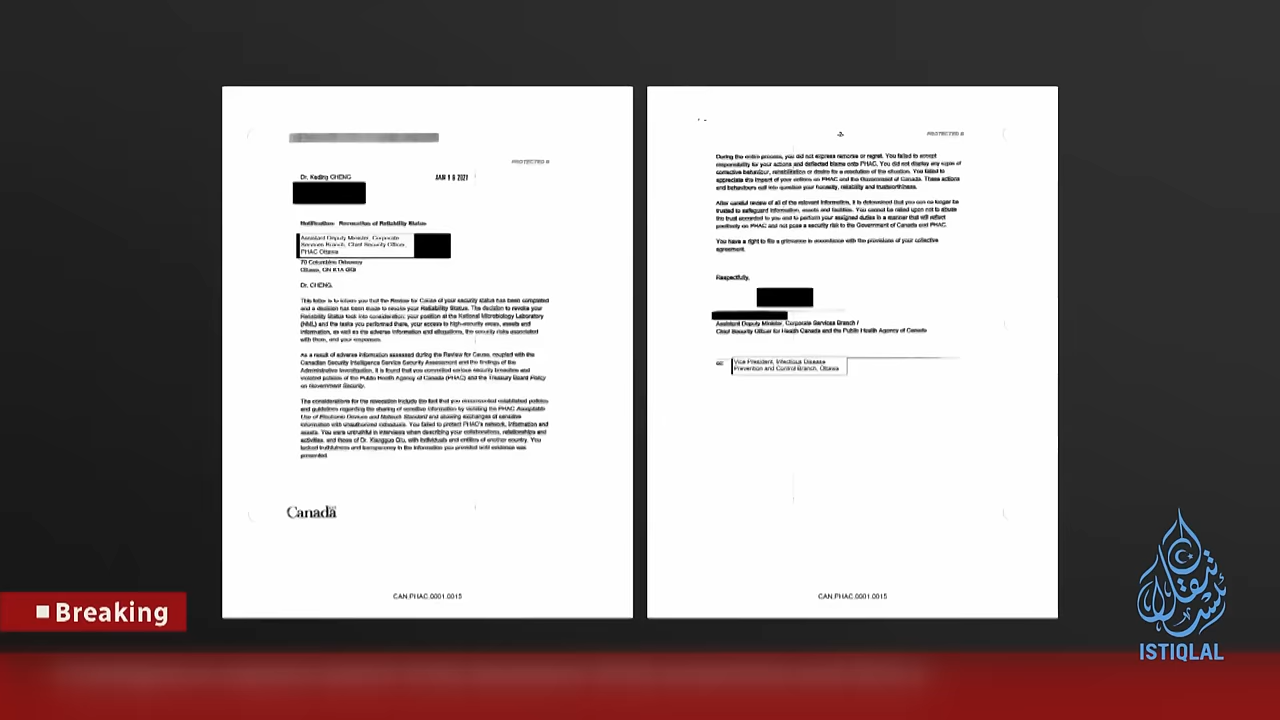 PROTECTED B
Dr. Keding CHENG
JAN 18 2021
Notification: Revocation of Reliability Status
Assistant Deputy Minister, Corporate
Services Branch, Chief Security Officer,
PHAC Ottawa
70 Colombine Driveway
Ottawa, ON K1A 0K9
Dr. CHENG,
This letter is to inform you that the Review for Cause of your security status has been completed
and a decision has been made to revoke your Reliability Status. The decision to revoke your
Reliability Status took into consideration: your position at the National Microbiology Laboratory
(NML) and the tasks you performed there, your access to high-security areas, assets and
information, as well as the adverse information and allegations, the security risks associated
with them, and your responses.
As a result of adverse information assessed during the Review for Cause, coupled with the
Canadian Security Intelligence Service Security Assessment and the findings of the
Administrative Investigation, it is found that you committed serious security breaches and
violated policies of the Public Health Agency of Canada (PHAC) and the Treasury Board Policy
on Government Security.
The considerations for the revocation include the fact that you circumvented established policies
and guidelines regarding the sharing of sensitive information by violating the PHAC Acceptable
Use of Electronic Devices and Network Standard and allowing exchanges of sensitive
information with unauthorized individuals. You failed to protect PHAC's network, information and
assets. You were untruthful in interviews when describing your collaborations, relationships and
activities, and those of Dr. Xiangguo Qiu, with individuals and entities of another country. You
lacked truthfulness and transparency in the information you provided until evidence was
presented.
Canada
CAN.PHAC.0001.0015
-2-
PROTECTED B
During the entire process, you did not express remorse or regret. You failed to accept
responsibility for your actions and deflected blame onto PHAC. You did not display any signs of
corrective behaviour, rehabilitation or desire for a resolution of the situation. You failed to
appreciate the impact of your actions on PHAC and the Government of Canada. These actions
and behaviours call into question your honesty, reliability and trustworthiness.
After careful review of all of the relevant information, it is determined that you can no longer be
trusted to safeguard information, assets and facilities. You cannot be relied upon not to abuse
the trust accorded to you and to perform your assigned duties in a manner that will reflect
positively on PHAC and not pose a security risk to the Government of Canada and PHAC.
You have a right to file a grievance in accordance with the provisions of your collective
agreement.
Respectfully,
Assistant Deputy Minister, Corporate Services Branch /
Chief Security Officer for Health Canada and the Public Health Agency of Canada
cc:
Vice President, Infectious Disease
Prevention and Control Branch, Ottawa
CAN.PHAC.0001.0015
Breaking
ISTIQLAL